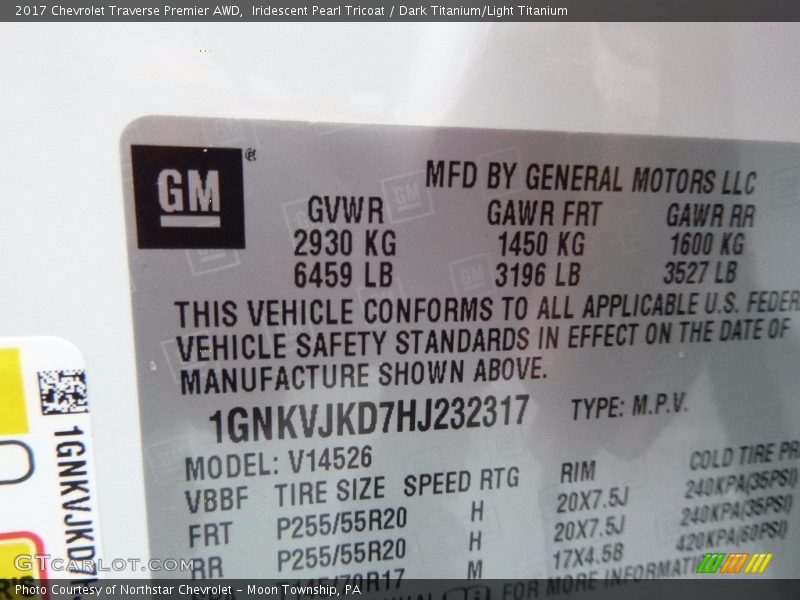 2017 Chevrolet Traverse Premier AWD,  Iridescent Pearl Tricoat / Dark Titanium/Light Titanium
GM®
MFD BY GENERAL MOTORS LLC
GVWR GAWR FRT GAWR RR
2930 KG 1450 KG 1600 KG
6459 LB 3196 LB 3527 LB
THIS VEHICLE CONFORMS TO ALL APPLICABLE U.S. FEDER
VEHICLE SAFETY STANDARDS IN EFFECT ON THE DATE OF
MANUFACTURE SHOWN ABOVE.
1GNKVJKD7HJ232317 TYPE: M.P.V.
MODEL: V14526
VBBF TIRE SIZE SPEED RTG RIM COLD TIRE PR
FRT P255/55R20 H 20X7.5J 240KPA(35PSI)
RR P255/55R20 H 20X7.5J 240KPA(35PSI)
R17 M 17X4.5B 420KPA(60PSI)
FOR MORE INFORMAT
1GNKVJKD7
GTcarlot.com
Photo Courtesy of Northstar Chevrolet - Moon Township, PA